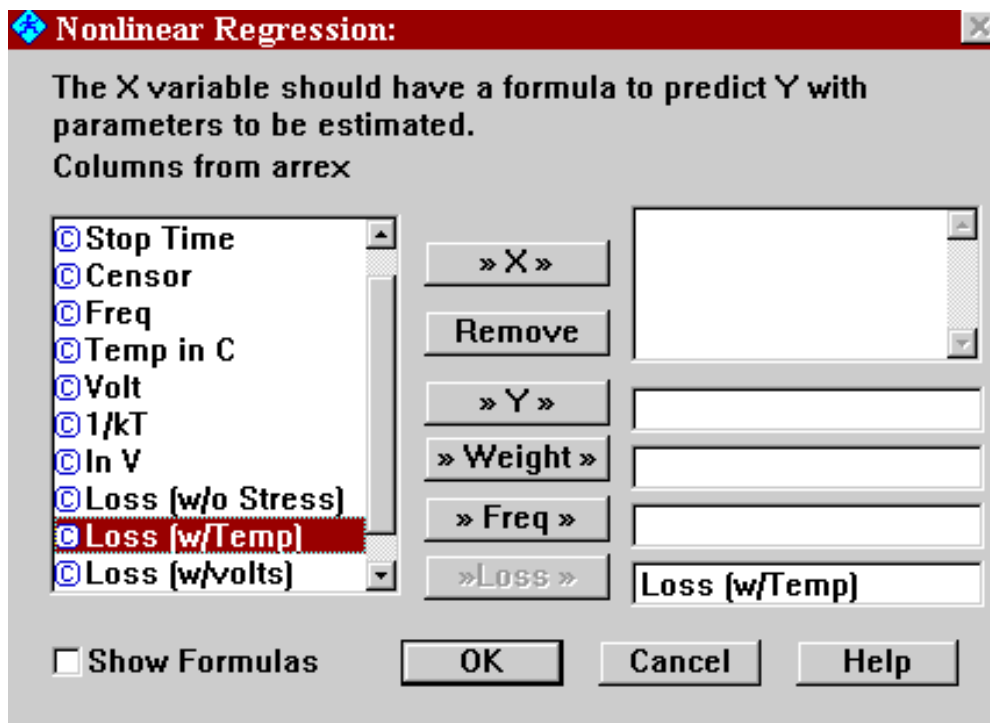 Nonlinear Regression:
The X variable should have a formula to predict Y with
parameters to be estimated.
Columns from arrex
©Stop Time
©Censor
©Freq
©Temp in C
©Volt
©1/kT
©ln V
©Loss (w/o Stress)
©Loss (w/Temp)
©Loss (w/volts)
» X »
Remove
» Y »
» Weight »
» Freq »
»Loss »
Loss (w/Temp)
Show Formulas
OK
Cancel
Help